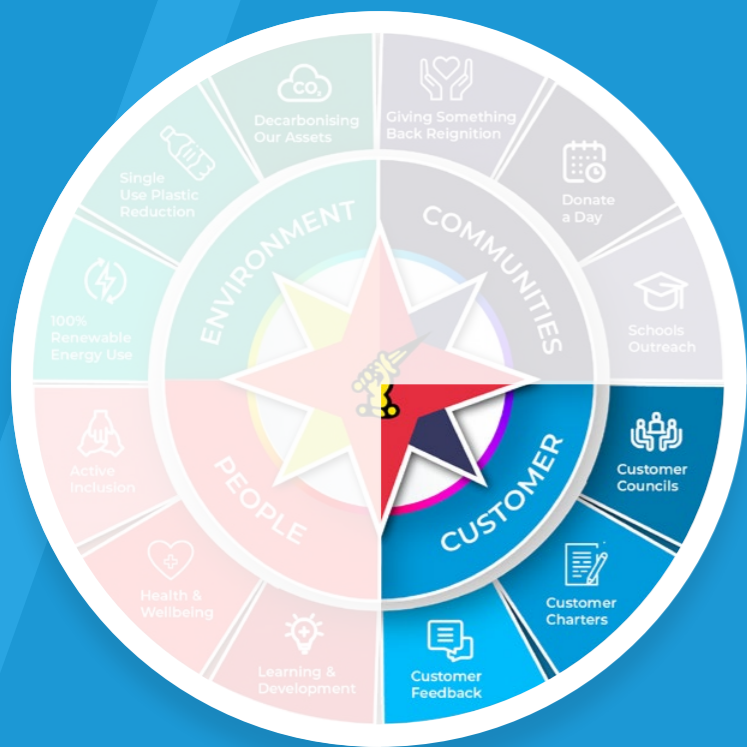 Decarbonising
Our Assets
Giving Something
Back Reignition
Single
Use Plastic
Reduction
Donate
a Day
100%
Renewable
Energy Use
Schools
Outreach
ENVIRONMENT
COMMUNITIES
PEOPLE
CUSTOMER
Active
Inclusion
Customer
Councils
Health &
Wellbeing
Customer
Charters
Learning &
Development
Customer
Feedback
CO₂